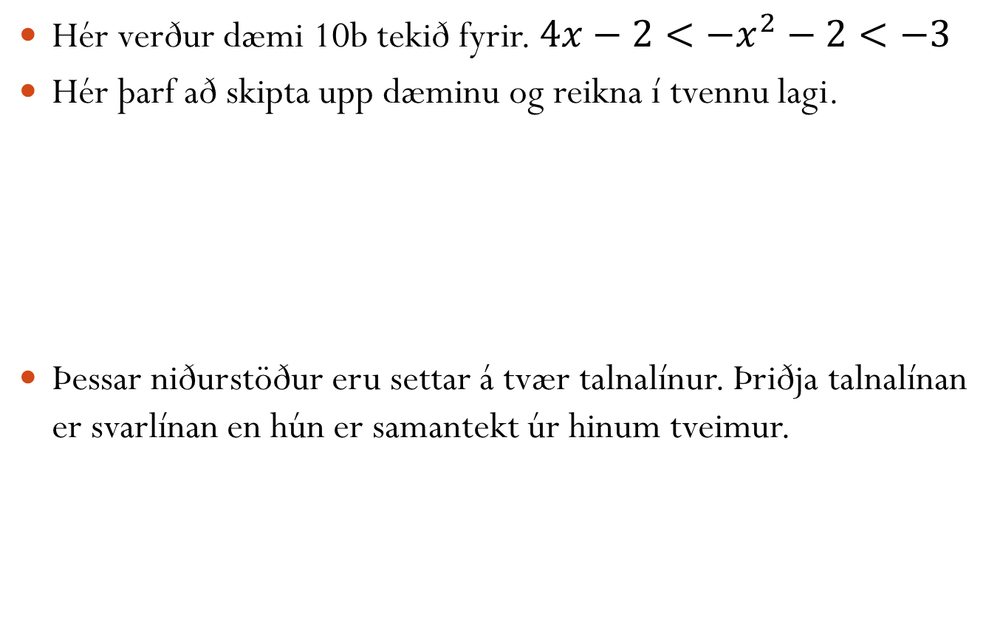 • Hér verður dæmi 10b tekið fyrir. 4𝑥 − 2 < −𝑥² − 2 < −3
• Hér þarf að skipta upp dæminu og reikna í tvennu lagi.
• Þessar niðurstöður eru settar á tvær talnalínur. Þriðja talnalínan
er svarlínan en hún er samantekt úr hinum tveimur.